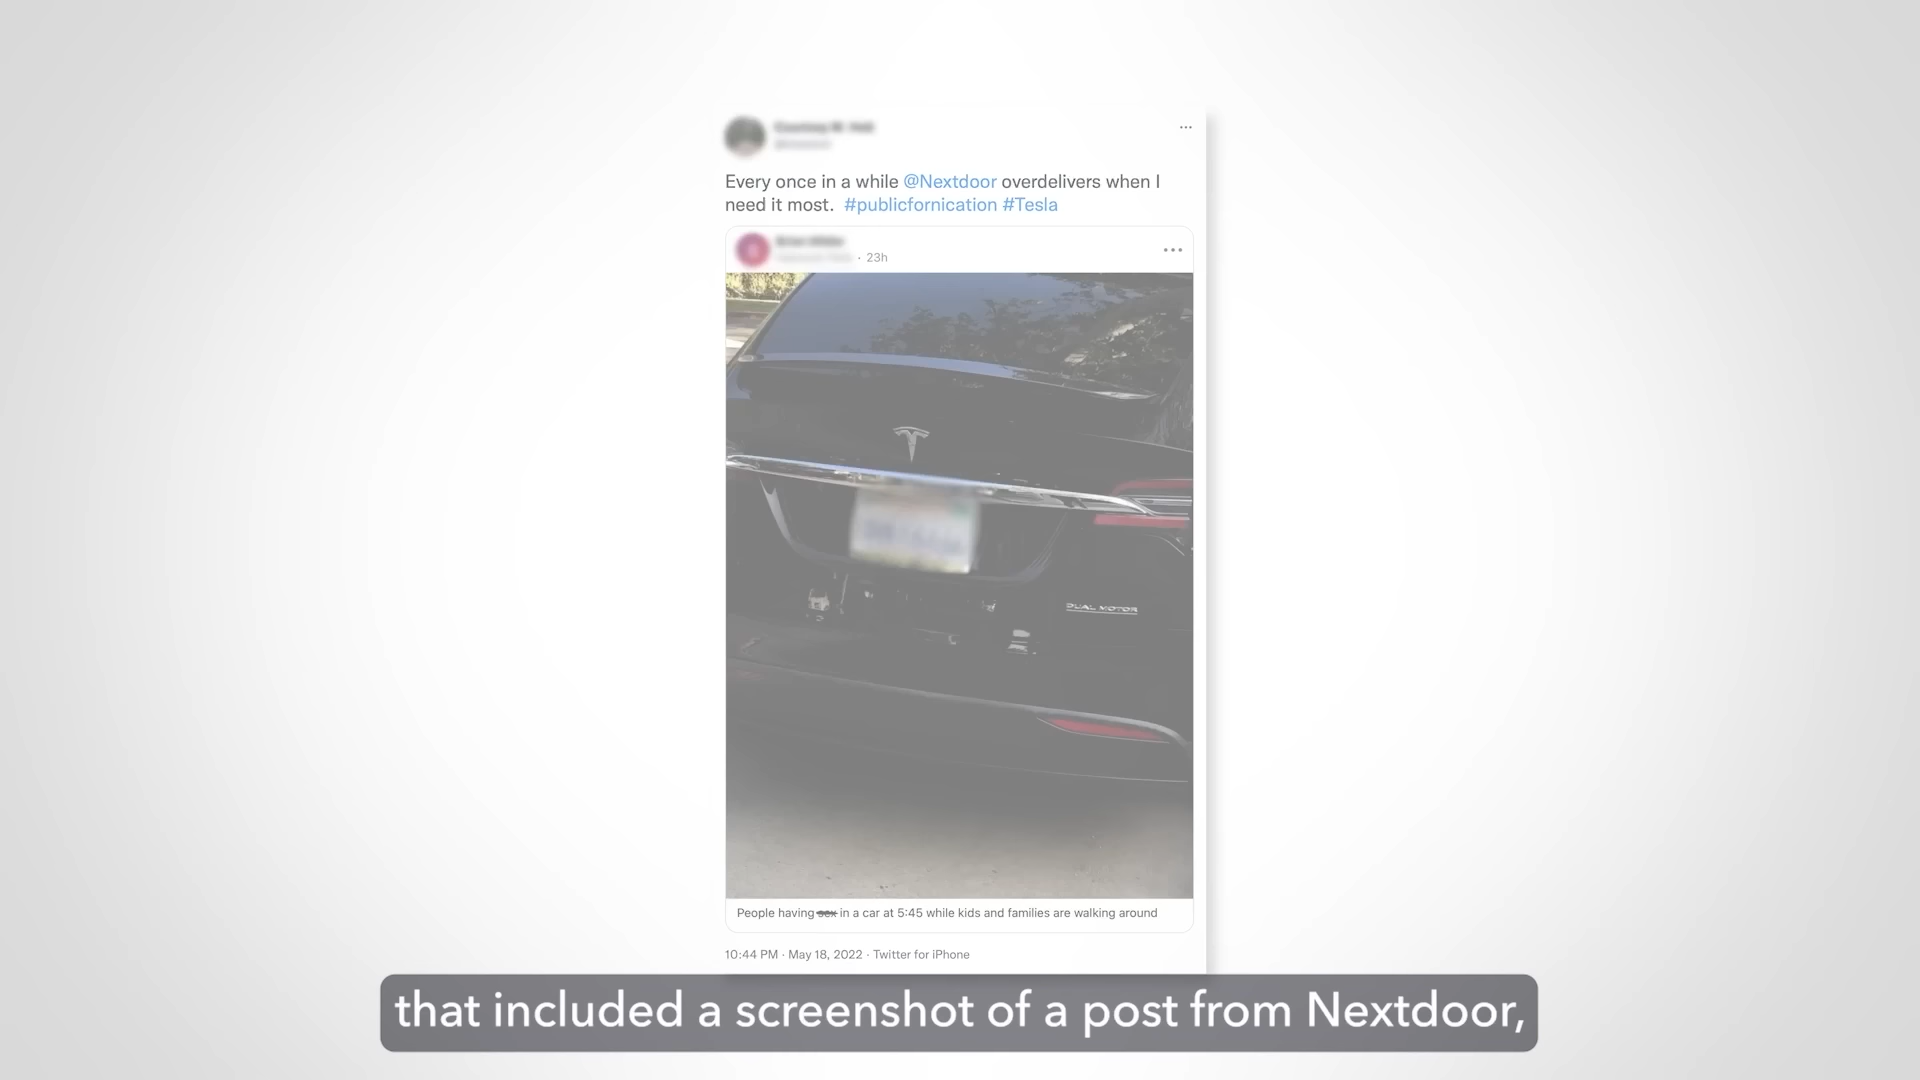 Every once in a while @Nextdoor overdelivers when I
need it most. #publicfornication #Tesla
· 23h
DUAL MOTOR
People having sex in a car at 5:45 while kids and families are walking around
10:44 PM · May 18, 2022 · Twitter for iPhone
that included a screenshot of a post from Nextdoor,